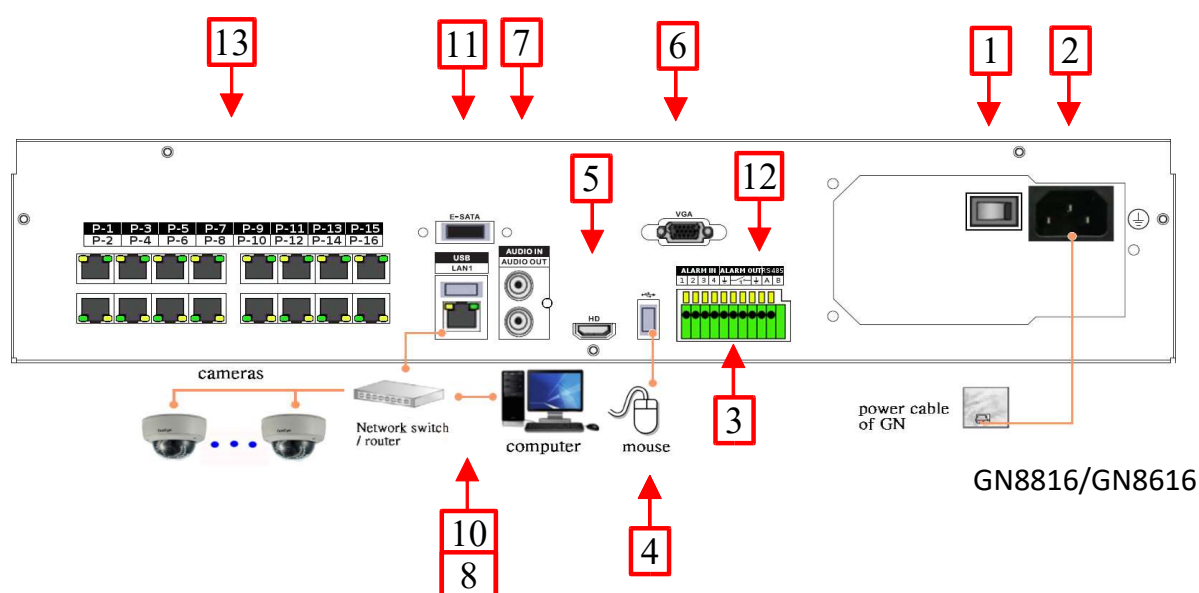 13
11
7
6
1
2
5
12
E-SATA
VGA
P-1 P-3 P-5 P-7 P-9 P-11 P-13 P-15
P-2 P-4 P-6 P-8 P-10 P-12 P-14 P-16
AUDIO IN
AUDIO OUT
USB
LAN1
ALARM IN ALARM OUT RS485
1 2 3 4 A B
HD
cameras
Network switch
/ router
computer
mouse
3
power cable
of GN
GN8816/GN8616
10
8
4